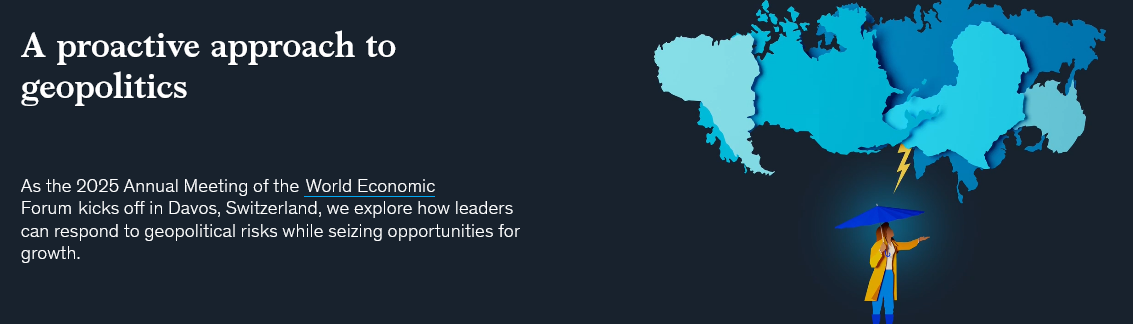 A proactive approach to
geopolitics
As the 2025 Annual Meeting of the World Economic
Forum kicks off in Davos, Switzerland, we explore how leaders
can respond to geopolitical risks while seizing opportunities for
growth.